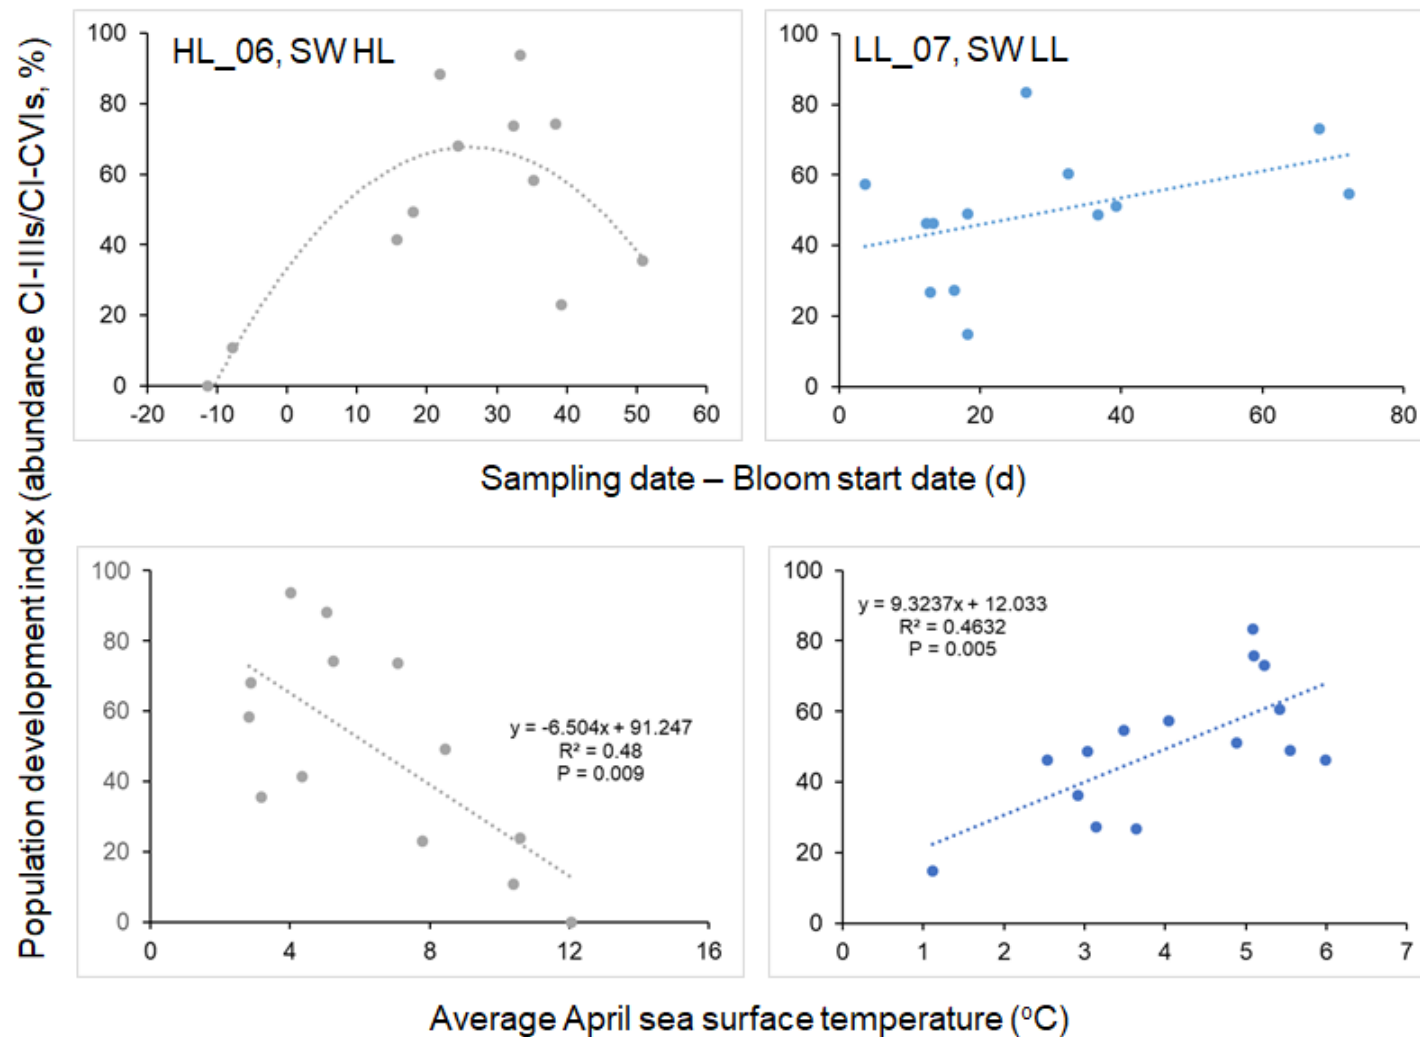 Population development index (abundance CI-IIIs/CI-CVIs, %)
HL_06, SW HL
100
80
60
40
20
0
-20 -10 0 10 20 30 40 50 60
LL_07, SW LL
100
80
60
40
20
0
0 20 40 60 80
Sampling date – Bloom start date (d)
100
80
60
40
20
0
0 4 8 12 16
y = -6.504x + 91.247
R² = 0.48
P = 0.009
100
80
60
40
20
0
0 1 2 3 4 5 6 7
y = 9.3237x + 12.033
R² = 0.4632
P = 0.005
Average April sea surface temperature (ºC)